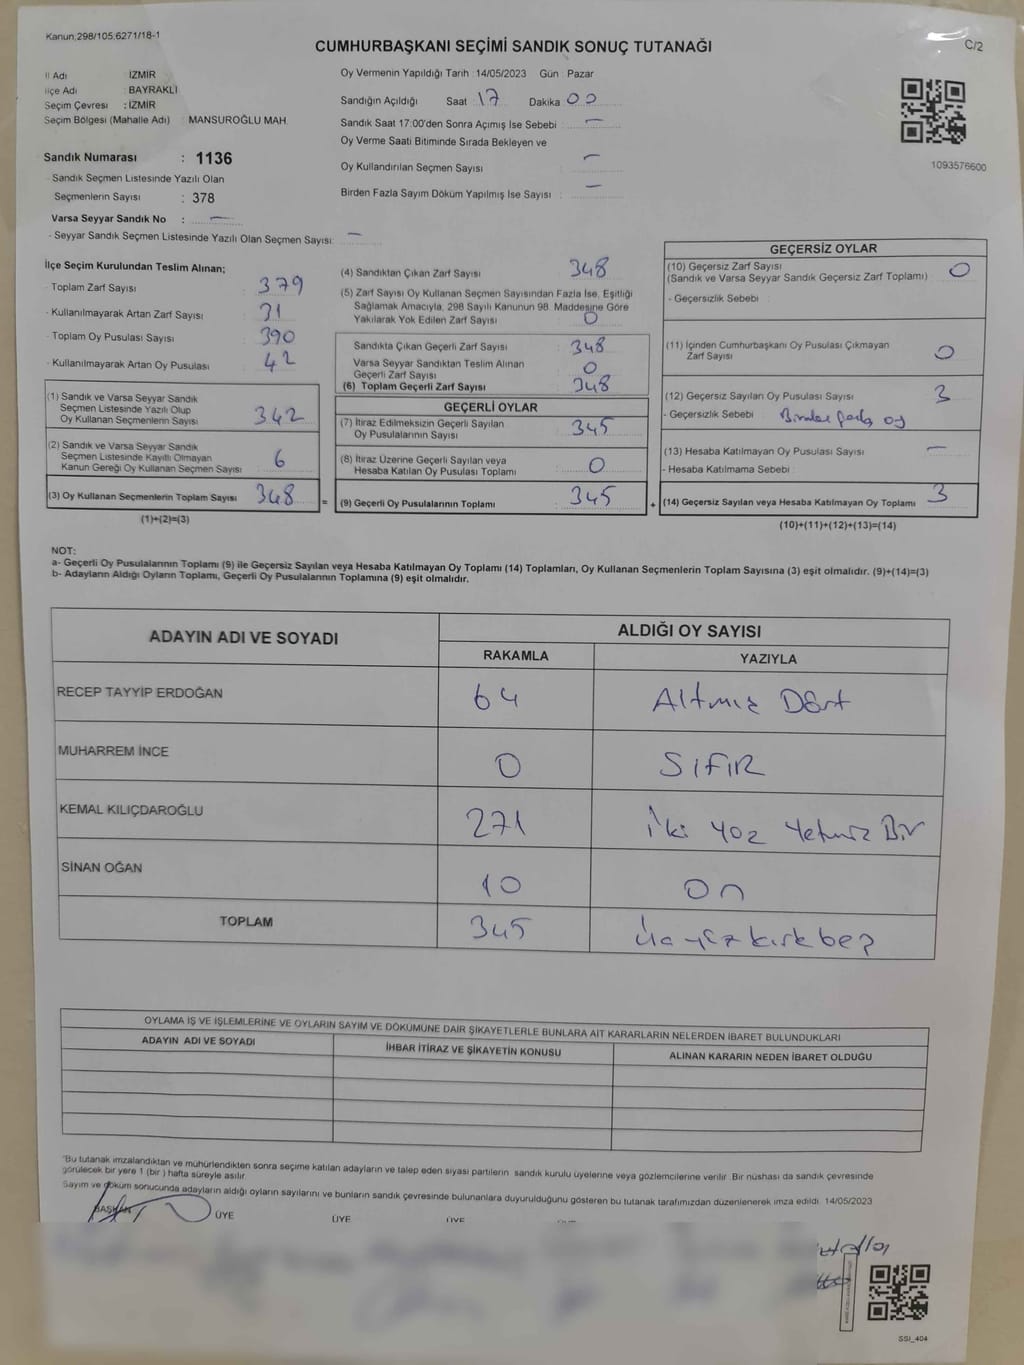 Kanun.298/105.6271/18-1
C/2
CUMHURBAŞKANI SEÇİMİ SANDIK SONUÇ TUTANAĞI
İl Adı İZMİR
İlçe Adı BAYRAKLI
Seçim Çevresi : İZMİR
Seçim Bölgesi (Mahalle Adı) MANSUROĞLU MAH.
Sandık Numarası : 1136
- Sandık Seçmen Listesinde Yazılı Olan
Seçmenlerin Sayısı : 378
Varsa Seyyar Sandık No : —
- Seyyar Sandık Seçmen Listesinde Yazılı Olan Seçmen Sayısı: —
Oy Vermenin Yapıldığı Tarih : 14/05/2023 Gün : Pazar
Sandığın Açıldığı Saat 17 Dakika 00
Sandık Saat 17:00'den Sonra Açımış İse Sebebi : —
Oy Verme Saati Bitiminde Sırada Bekleyen ve
Oy Kullandırılan Seçmen Sayısı —
Birden Fazla Sayım Döküm Yapılmış İse Sayısı : —
1093576600
İlçe Seçim Kurulundan Teslim Alınan;
- Toplam Zarf Sayısı : 379
- Kullanılmayarak Artan Zarf Sayısı : 31
- Toplam Oy Pusulası Sayısı : 390
- Kullanılmayarak Artan Oy Pusulası : 42
(1) Sandık ve Varsa Seyyar Sandık
Seçmen Listesinde Yazılı Olup
Oy Kullanan Seçmenlerin Sayısı : 342
(2) Sandık ve Varsa Seyyar Sandık
Seçmen Listesinde Kayıtlı Olmayan
Kanun Gereği Oy Kullanan Seçmen Sayısı : 6
(3) Oy Kullanan Seçmenlerin Toplam Sayısı : 348 =
(1)+(2)=(3)
(4) Sandıktan Çıkan Zarf Sayısı : 348
(5) Zarf Sayısı Oy Kullanan Seçmen Sayısından Fazla İse, Eşitliği
Sağlamak Amacıyla, 298 Sayılı Kanunun 98. Maddesine Göre
Yakılarak Yok Edilen Zarf Sayısı : 0
Sandıkta Çıkan Geçerli Zarf Sayısı : 348
Varsa Seyyar Sandıktan Teslim Alınan
Geçerli Zarf Sayısı : 0
(6) Toplam Geçerli Zarf Sayısı : 348
GEÇERLİ OYLAR
(7) İtiraz Edilmeksizin Geçerli Sayılan
Oy Pusulalarının Sayısı : 345
(8) İtiraz Üzerine Geçerli Sayılan veya
Hesaba Katılan Oy Pusulası Toplamı : 0
(9) Geçerli Oy Pusulalarının Toplamı : 345 +
GEÇERSİZ OYLAR
(10) Geçersiz Zarf Sayısı
(Sandık ve Varsa Seyyar Sandık Geçersiz Zarf Toplamı) : 0
- Geçersizlik Sebebi :
(11) İçinden Cumhurbaşkanı Oy Pusulası Çıkmayan
Zarf Sayısı : 0
(12) Geçersiz Sayılan Oy Pusulası Sayısı : 3
- Geçersizlik Sebebi : Birden fazla oy
(13) Hesaba Katılmayan Oy Pusulası Sayısı : —
- Hesaba Katılmama Sebebi :
(14) Geçersiz Sayılan veya Hesaba Katılmayan Oy Toplamı : 3
(10)+(11)+(12)+(13)=(14)
NOT:
a- Geçerli Oy Pusulalarının Toplamı (9) ile Geçersiz Sayılan veya Hesaba Katılmayan Oy Toplamı (14) Toplamları, Oy Kullanan Seçmenlerin Toplam Sayısına (3) eşit olmalıdır. (9)+(14)=(3)
b- Adayların Aldığı Oyların Toplamı, Geçerli Oy Pusulalarının Toplamına (9) eşit olmalıdır.
ADAYIN ADI VE SOYADI ALDIĞI OY SAYISI
RAKAMLA YAZIYLA
RECEP TAYYİP ERDOĞAN 64 Altmış Dört
MUHARREM İNCE 0 SIFIR
KEMAL KILIÇDAROĞLU 271 İki yüz Yetmiş Bir
SİNAN OĞAN 10 On
TOPLAM 345 Üçyüzkırkbeş
OYLAMA İŞ VE İŞLEMLERİNE VE OYLARIN SAYIM VE DÖKÜMÜNE DAİR ŞİKAYETLERLE BUNLARA AİT KARARLARIN NELERDEN İBARET BULUNDUKLARI
ADAYIN ADI VE SOYADI İHBAR İTİRAZ VE ŞİKAYETİN KONUSU ALINAN KARARIN NEDEN İBARET OLDUĞU
"Bu tutanak imzalandıktan ve mühürlendikten sonra seçime katılan adayların ve talep eden siyasi partilerin sandık kurulu üyelerine veya gözlemcilerine verilir. Bir nüshası da sandık çevresinde
görülecek bir yere 1 (bir) hafta süreyle asılır.
Sayım ve döküm sonucunda adayların aldığı oyların sayılarını ve bunların sandık çevresinde bulunanlara duyurulduğunu gösteren bu tutanak tarafımızdan düzenlenerek imza edildi. 14/05/2023
BAŞKAN ÜYE ÜYE ÜYE
SSI_404